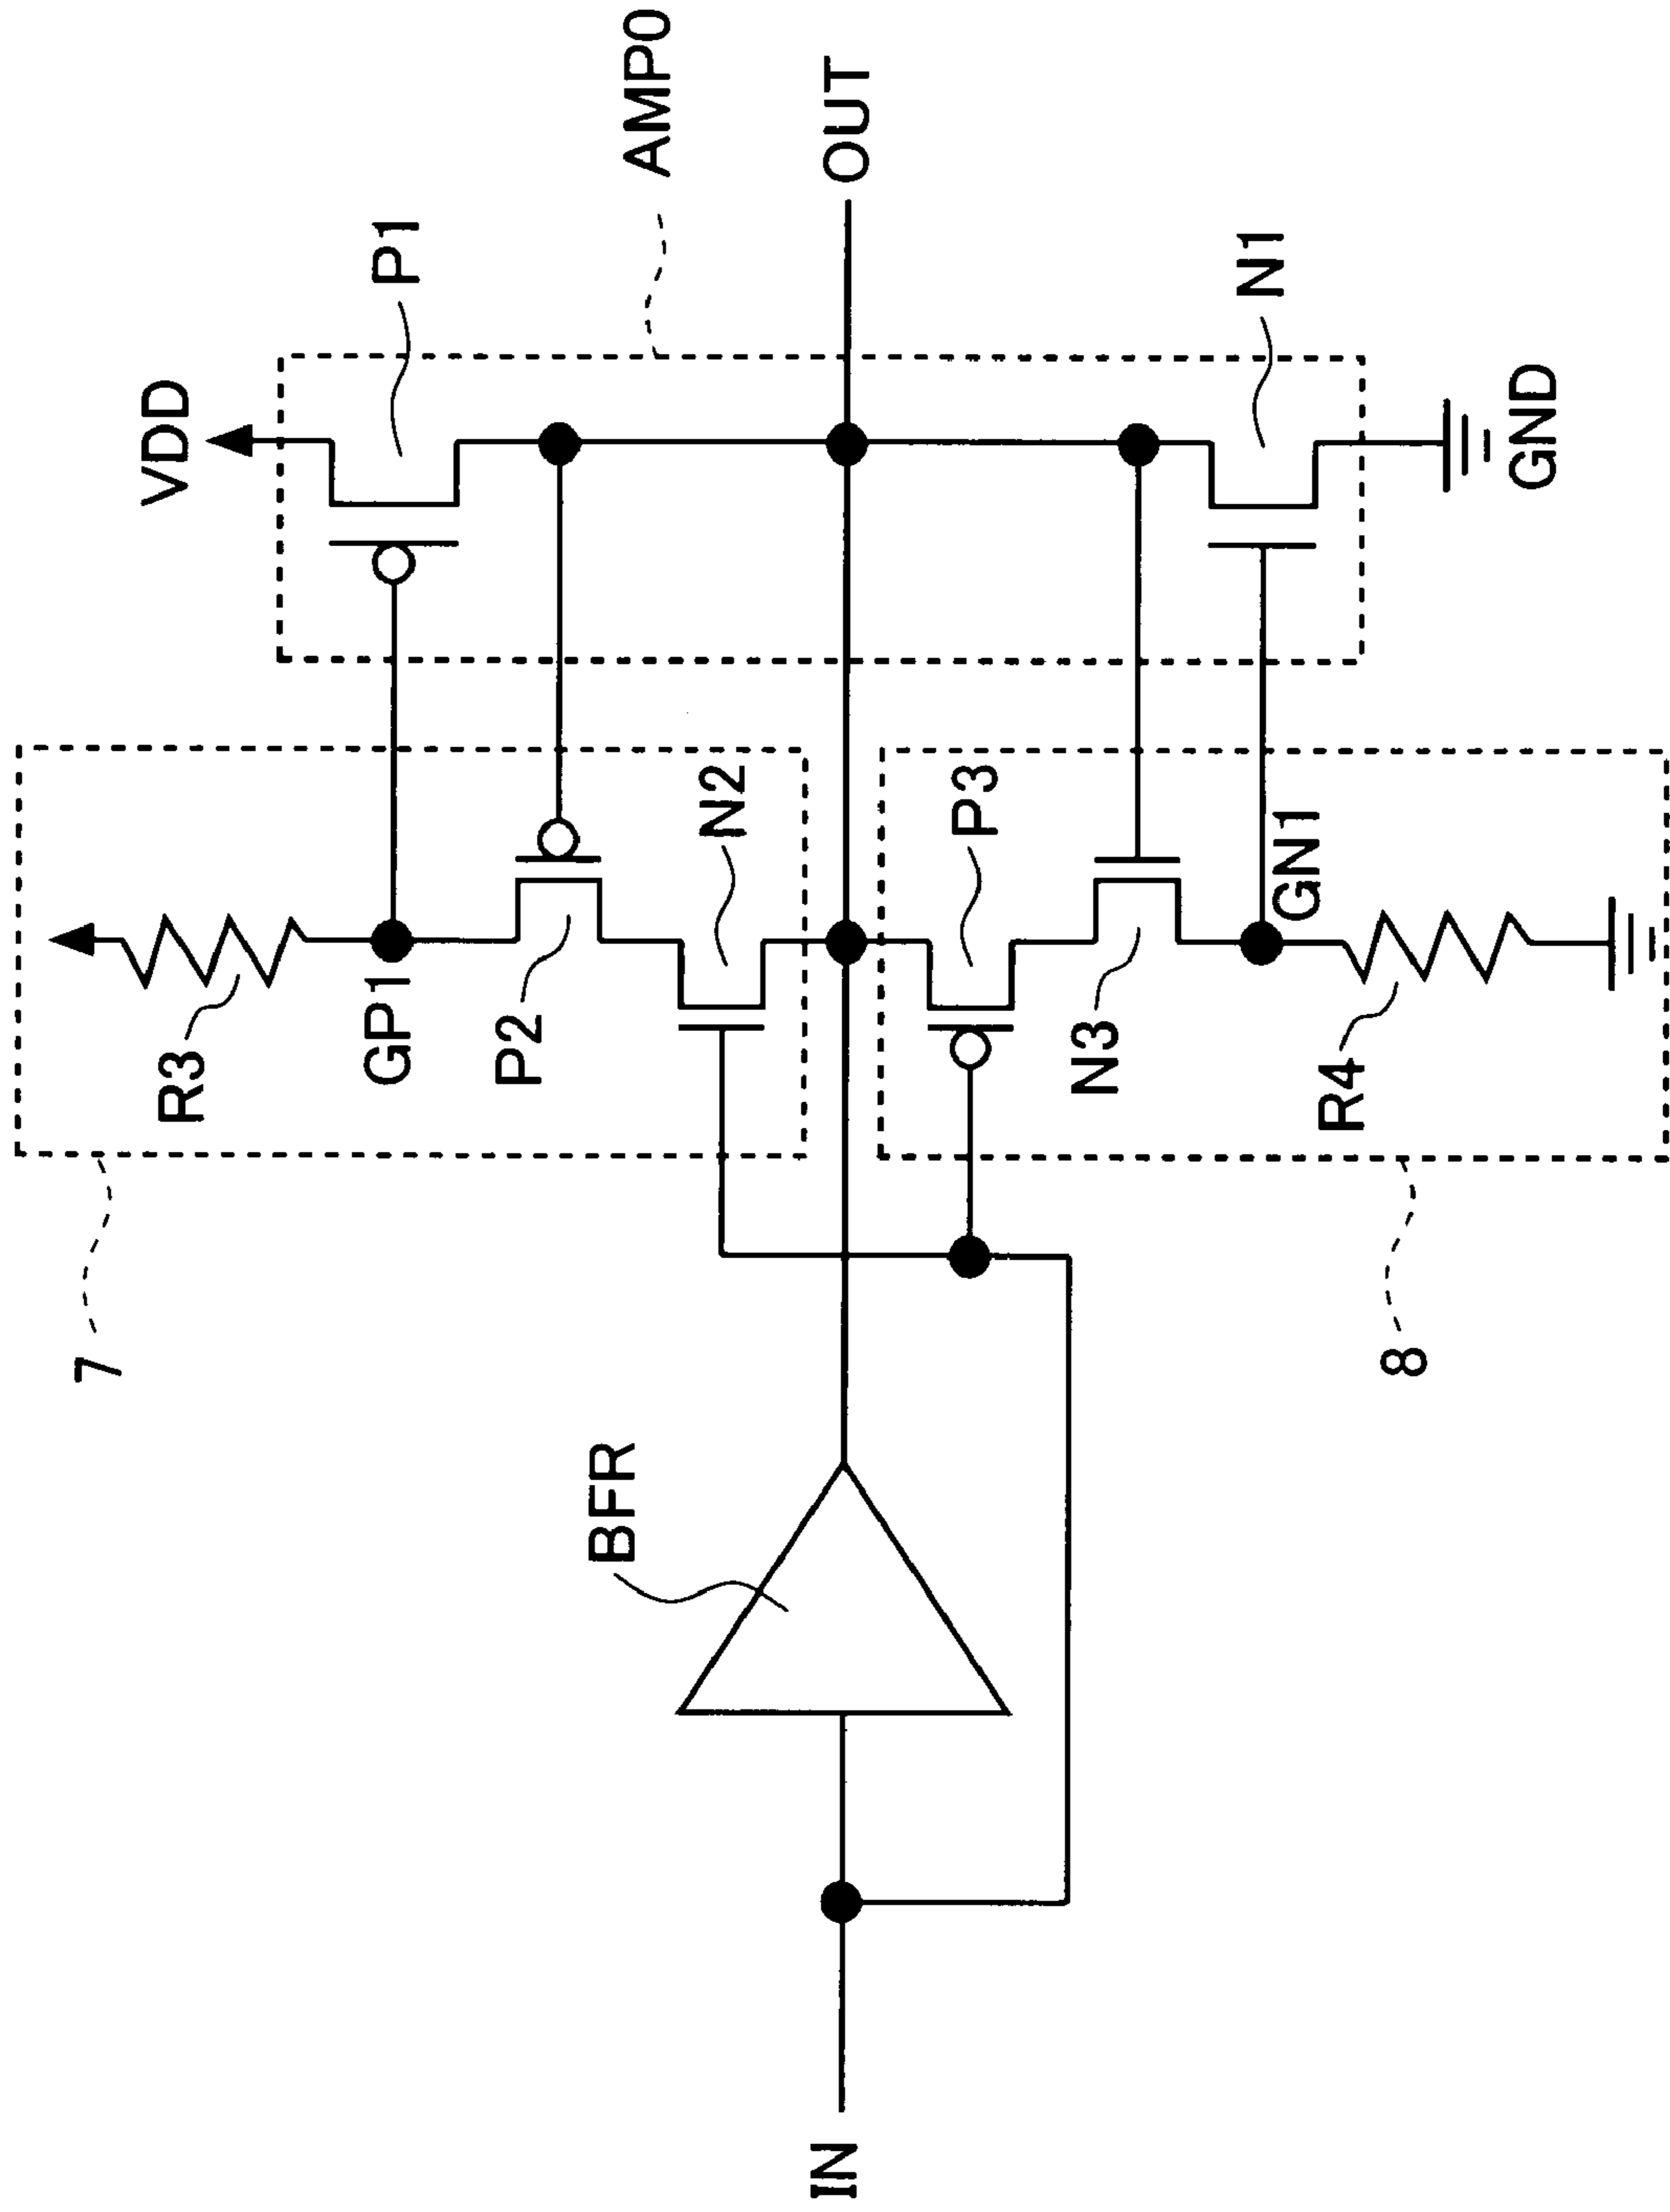 VDD
P1
AMP0
OUT
N1
GND
R3
GP1
P2
N2
P3
N3
GN1
R4
7
8
BFR
IN